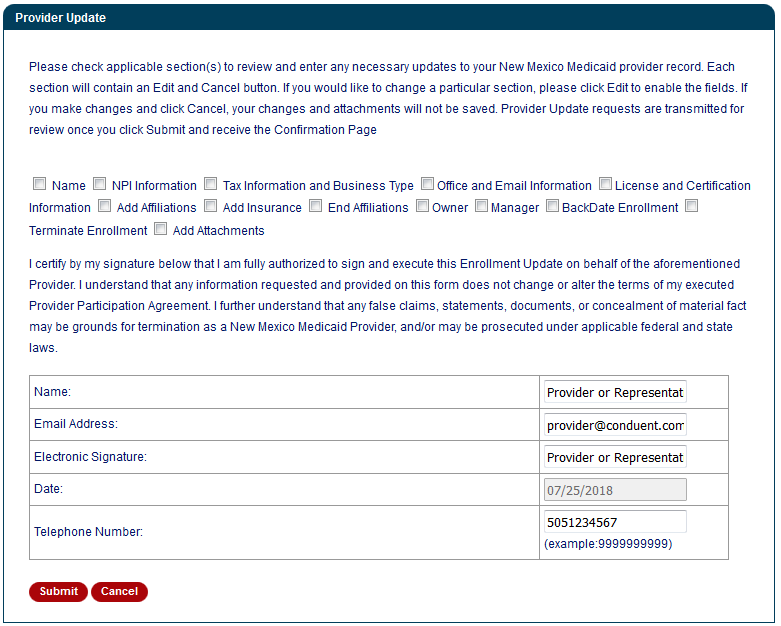 Provider Update
Please check applicable section(s) to review and enter any necessary updates to your New Mexico Medicaid provider record. Each
section will contain an Edit and Cancel button. If you would like to change a particular section, please click Edit to enable the fields. If
you make changes and click Cancel, your changes and attachments will not be saved. Provider Update requests are transmitted for
review once you click Submit and receive the Confirmation Page
Name NPI Information Tax Information and Business Type Office and Email Information License and Certification
Information Add Affiliations Add Insurance End Affiliations Owner Manager BackDate Enrollment
Terminate Enrollment Add Attachments
I certify by my signature below that I am fully authorized to sign and execute this Enrollment Update on behalf of the aforementioned
Provider. I understand that any information requested and provided on this form does not change or alter the terms of my executed
Provider Participation Agreement. I further understand that any false claims, statements, documents, or concealment of material fact
may be grounds for termination as a New Mexico Medicaid Provider, and/or may be prosecuted under applicable federal and state
laws.
Name: Provider or Representat
Email Address: provider@conduent.com
Electronic Signature: Provider or Representat
Date: 07/25/2018
Telephone Number: 5051234567
(example:9999999999)
Submit Cancel